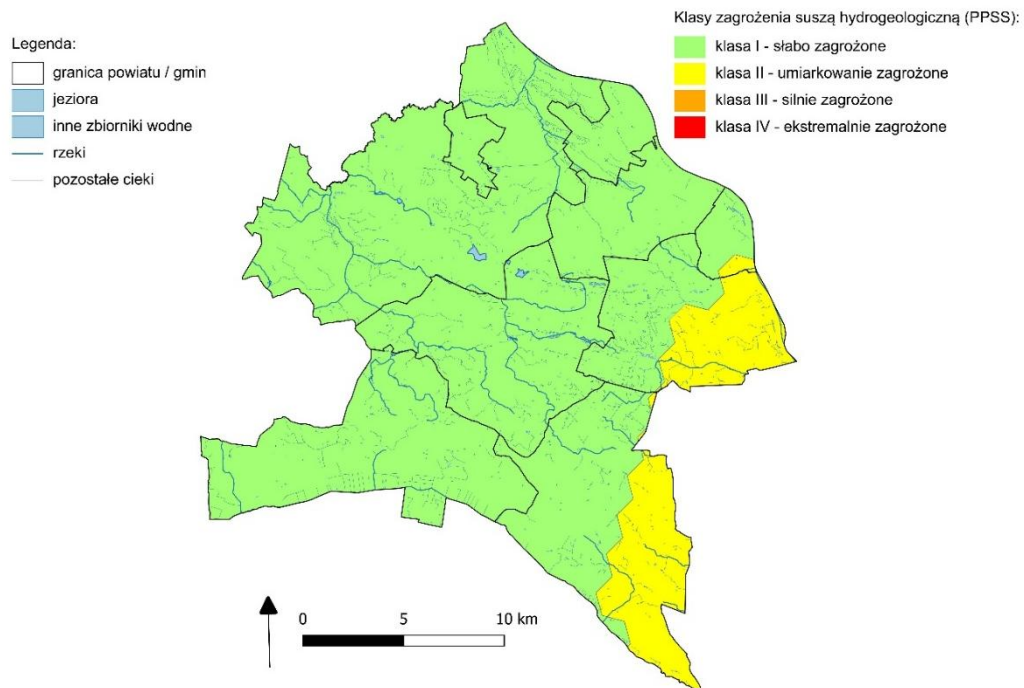 Legenda:
granica powiatu / gmin
jeziora
inne zbiorniki wodne
rzeki
pozostałe cieki
Klasy zagrożenia suszą hydrogeologiczną (PPSS):
klasa I - słabo zagrożone
klasa II - umiarkowanie zagrożone
klasa III - silnie zagrożone
klasa IV - ekstremalnie zagrożone
0 5 10 km